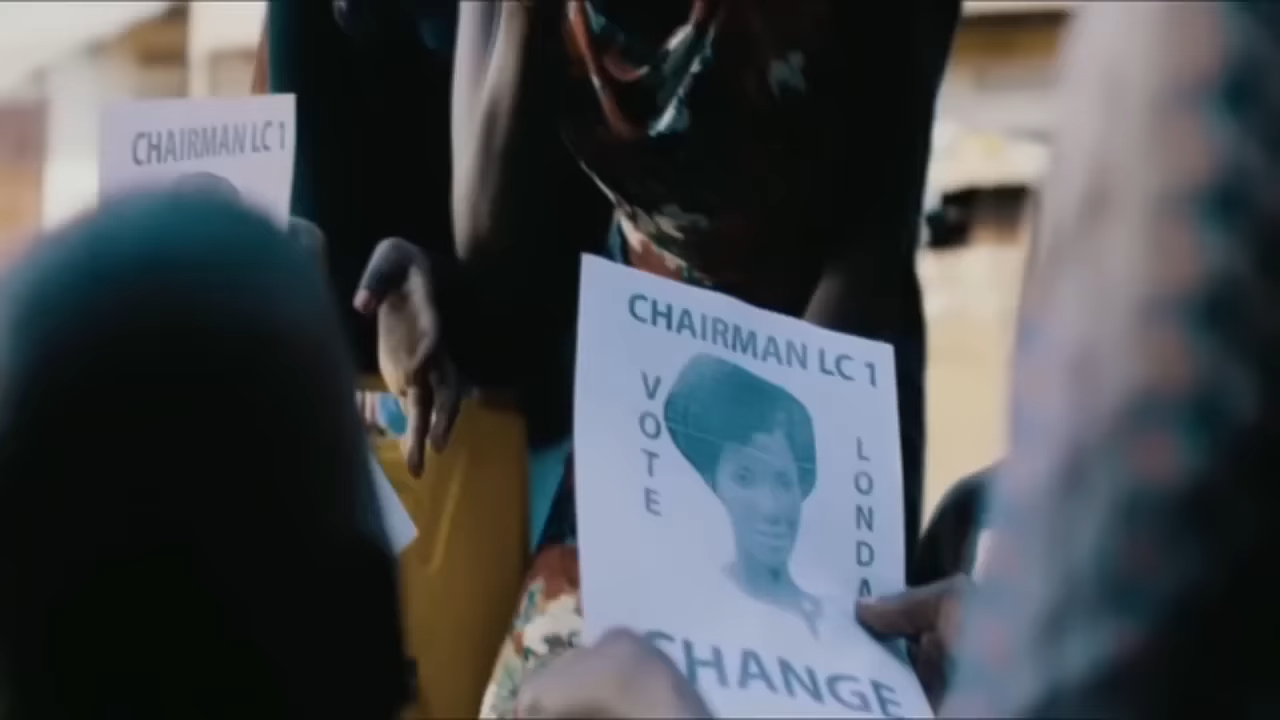 CHAIRMAN LC 1
CHAIRMAN LC 1
VOTE
LONDA
CHANGE